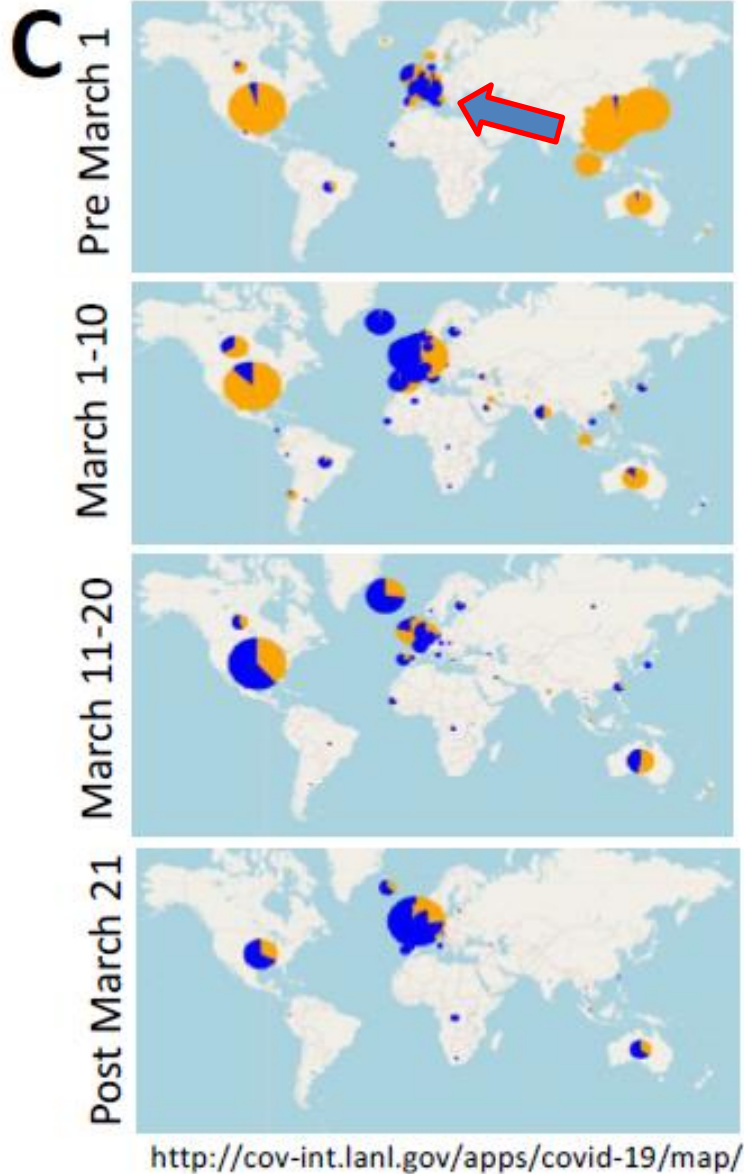 C
Pre March 1
March 1-10
March 11-20
Post March 21
http://cov-int.lanl.gov/apps/covid-19/map/